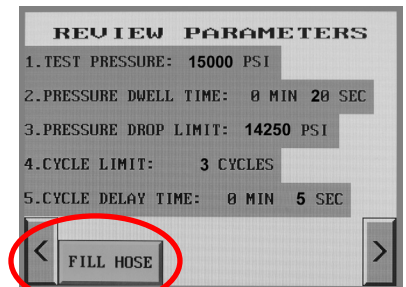 REVIEW PARAMETERS
1.TEST PRESSURE: 15000 PSI
2.PRESSURE DWELL TIME: 0 MIN 20 SEC
3.PRESSURE DROP LIMIT: 14250 PSI
4.CYCLE LIMIT: 3 CYCLES
5.CYCLE DELAY TIME: 0 MIN 5 SEC
< FILL HOSE >